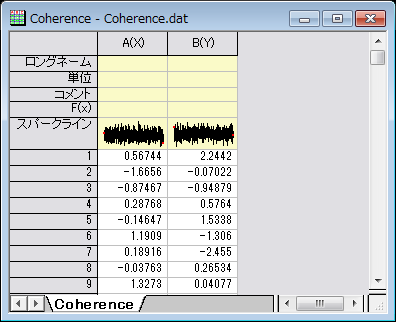 Coherence - Coherence.dat
A(X) B(Y)
ロングネーム
単位
コメント
F(x)
スパークライン
1 0.56744 2.2442
2 -1.6656 -0.07022
3 -0.87467 -0.94879
4 0.28768 0.5764
5 -0.14647 1.5338
6 1.1909 -1.306
7 0.18916 -2.455
8 -0.03763 0.26534
9 1.3273 0.04077
Coherence